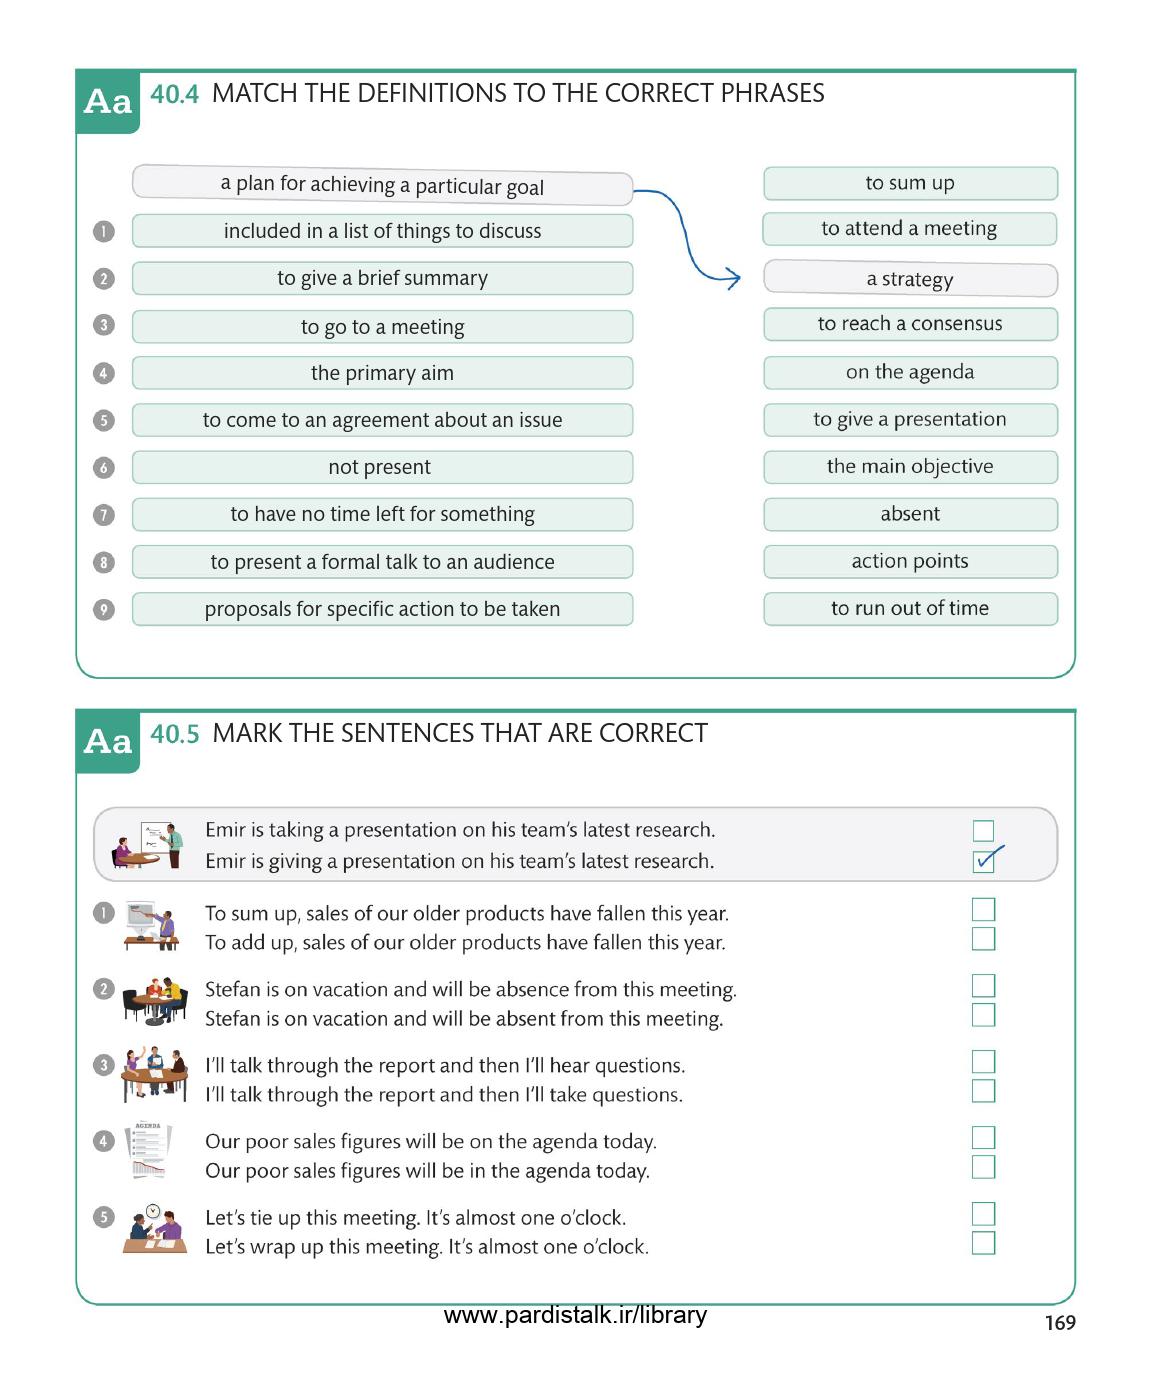 Aa 40.4 MATCH THE DEFINITIONS TO THE CORRECT PHRASES
a plan for achieving a particular goal
to sum up
1 included in a list of things to discuss
to attend a meeting
2 to give a brief summary
a strategy
3 to go to a meeting
to reach a consensus
4 the primary aim
on the agenda
5 to come to an agreement about an issue
to give a presentation
6 not present
the main objective
7 to have no time left for something
absent
8 to present a formal talk to an audience
action points
9 proposals for specific action to be taken
to run out of time
Aa 40.5 MARK THE SENTENCES THAT ARE CORRECT
Emir is taking a presentation on his team's latest research.
Emir is giving a presentation on his team's latest research.
1 To sum up, sales of our older products have fallen this year.
To add up, sales of our older products have fallen this year.
2 Stefan is on vacation and will be absence from this meeting.
Stefan is on vacation and will be absent from this meeting.
3 I'll talk through the report and then I'll hear questions.
I'll talk through the report and then I'll take questions.
AGENDA
4 Our poor sales figures will be on the agenda today.
Our poor sales figures will be in the agenda today.
5 Let's tie up this meeting. It's almost one o'clock.
Let's wrap up this meeting. It's almost one o'clock.
www.pardistalk.ir/library
169